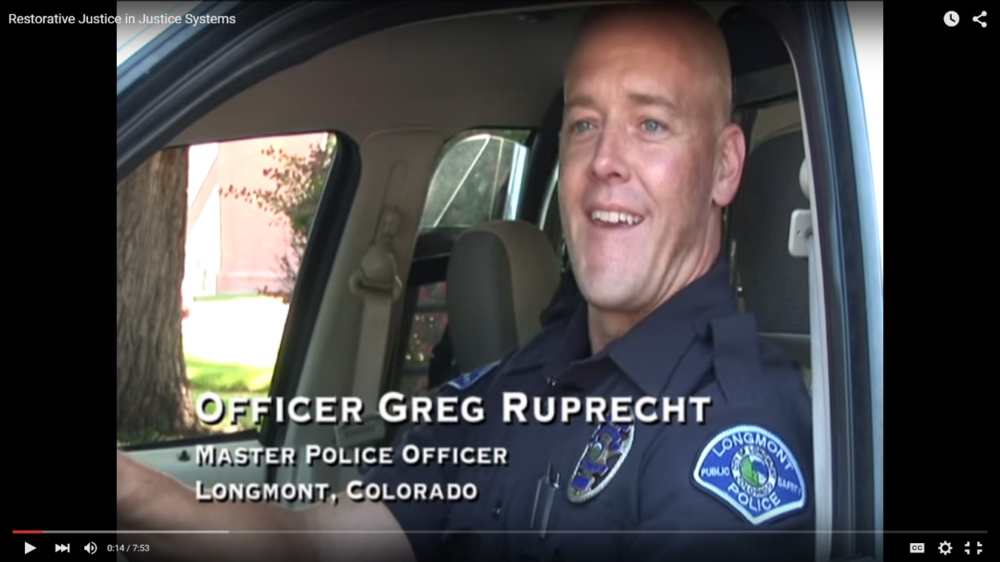 Restorative Justice in Justice Systems
OFFICER GREG RUPRECHT
MASTER POLICE OFFICER
LONGMONT, COLORADO
LONGMONT
PUBLIC SAFETY
POLICE
0:14 / 7:53
CC